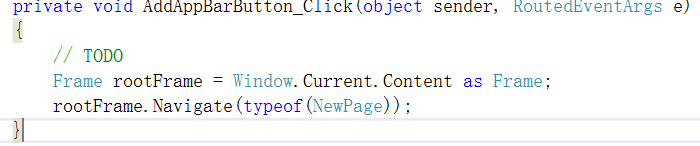 private void AddAppBarButton_Click(object sender, RoutedEventArgs e)
{
// TODO
Frame rootFrame = Window.Current.Content as Frame;
rootFrame.Navigate(typeof(NewPage));
}